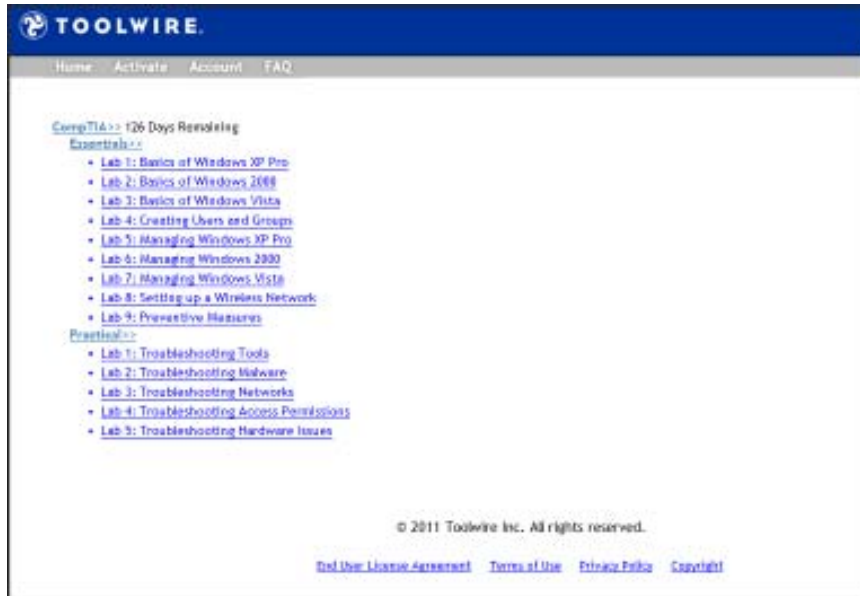 TOOLWIRE.
Home Activate Account FAQ
CompTIA>> 126 Days Remaining
Essentials>>
Lab 1: Basics of Windows XP Pro
Lab 2: Basics of Windows 2000
Lab 3: Basics of Windows Vista
Lab 4: Creating Users and Groups
Lab 5: Managing Windows XP Pro
Lab 6: Managing Windows 2000
Lab 7: Managing Windows Vista
Lab 8: Setting up a Wireless Network
Lab 9: Preventive Measures
Practical>>
Lab 1: Troubleshooting Tools
Lab 2: Troubleshooting Malware
Lab 3: Troubleshooting Networks
Lab 4: Troubleshooting Access Permissions
Lab 5: Troubleshooting Hardware Issues
© 2011 Toolwire Inc. All rights reserved.
End User License Agreement Terms of Use Privacy Policy Copyright